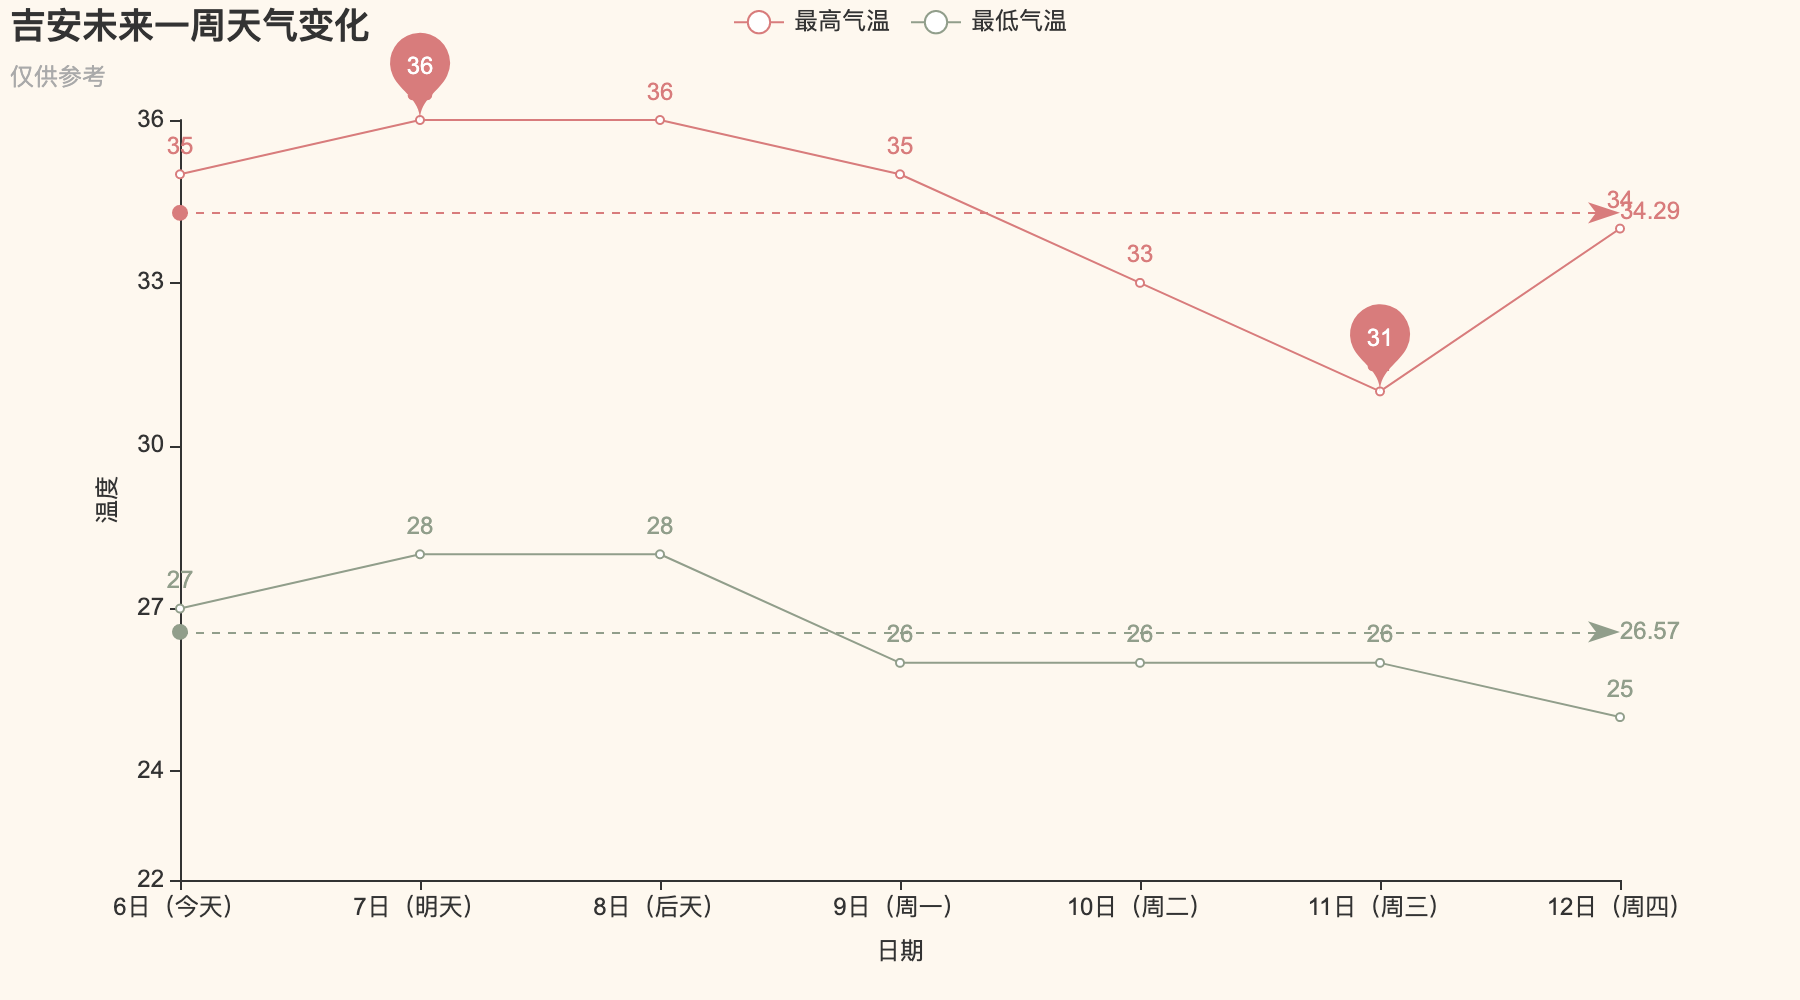 吉安未来一周天气变化
仅供参考
最高气温
最低气温
36
36
36
35
35
34
34.29
33
33
31
30
温度
28
28
27
27
26
26
26
26.57
25
24
22
6日（今天）
7日（明天）
8日（后天）
9日（周一）
10日（周二）
11日（周三）
12日（周四）
日期